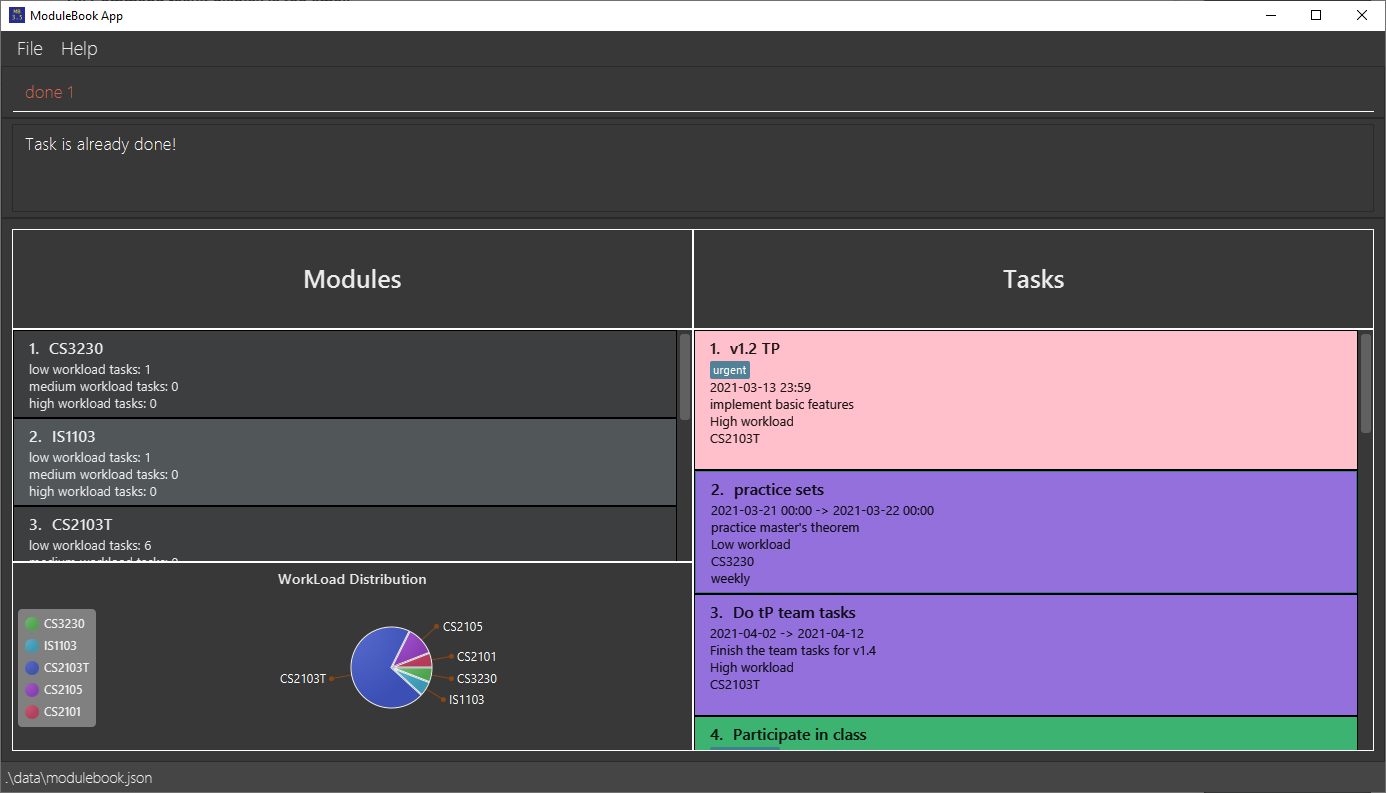 ModuleBook App
File Help
done 1
Task is already done!
Modules
1. CS3230
low workload tasks: 1
medium workload tasks: 0
high workload tasks: 0
2. IS1103
low workload tasks: 1
medium workload tasks: 0
high workload tasks: 0
3. CS2103T
low workload tasks: 6
medium workload tasks: 0
WorkLoad Distribution
CS3230
IS1103
CS2103T
CS2105
CS2101
CS2105
CS2101
CS2103T
CS3230
IS1103
Tasks
1. v1.2 TP
urgent
2021-03-13 23:59
implement basic features
High workload
CS2103T
2. practice sets
2021-03-21 00:00 -> 2021-03-22 00:00
practice master's theorem
Low workload
CS3230
weekly
3. Do tP team tasks
2021-04-02 -> 2021-04-12
Finish the team tasks for v1.4
High workload
CS2103T
4. Participate in class
.\data\modulebook.json